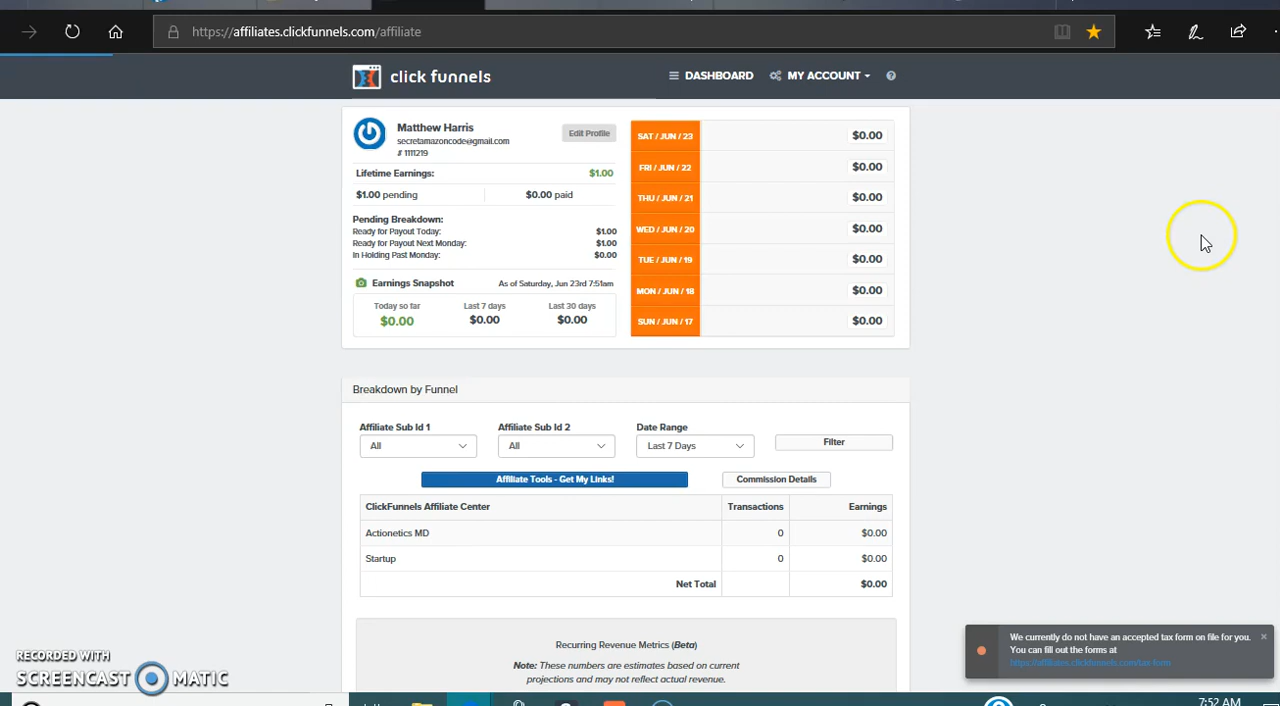 https://affiliates.clickfunnels.com/affiliate
click funnels
DASHBOARD
MY ACCOUNT
Matthew Harris
secretamazoncode@gmail.com
# 1111219
Edit Profile
Lifetime Earnings: $1.00
$1.00 pending $0.00 paid
Pending Breakdown:
Ready for Payout Today: $1.00
Ready for Payout Next Monday: $1.00
In Holding Past Monday: $0.00
Earnings Snapshot As of Saturday, Jun 23rd 7:51am
Today so far Last 7 days Last 30 days
$0.00 $0.00 $0.00
SAT / JUN / 23 $0.00
FRI / JUN / 22 $0.00
THU / JUN / 21 $0.00
WED / JUN / 20 $0.00
TUE / JUN / 19 $0.00
MON / JUN / 18 $0.00
SUN / JUN / 17 $0.00
Breakdown by Funnel
Affiliate Sub Id 1 Affiliate Sub Id 2 Date Range
All All Last 7 Days Filter
Affiliate Tools - Get My Links! Commission Details
ClickFunnels Affiliate Center Transactions Earnings
Actionetics MD 0 $0.00
Startup 0 $0.00
Net Total $0.00
Recurring Revenue Metrics (Beta)
Note: These numbers are estimates based on current
projections and may not reflect actual revenue.
We currently do not have an accepted tax form on file for you.
You can fill out the forms at
https://affiliates.clickfunnels.com/tax-form
RECORDED WITH
SCREENCAST MATIC
7:52 AM